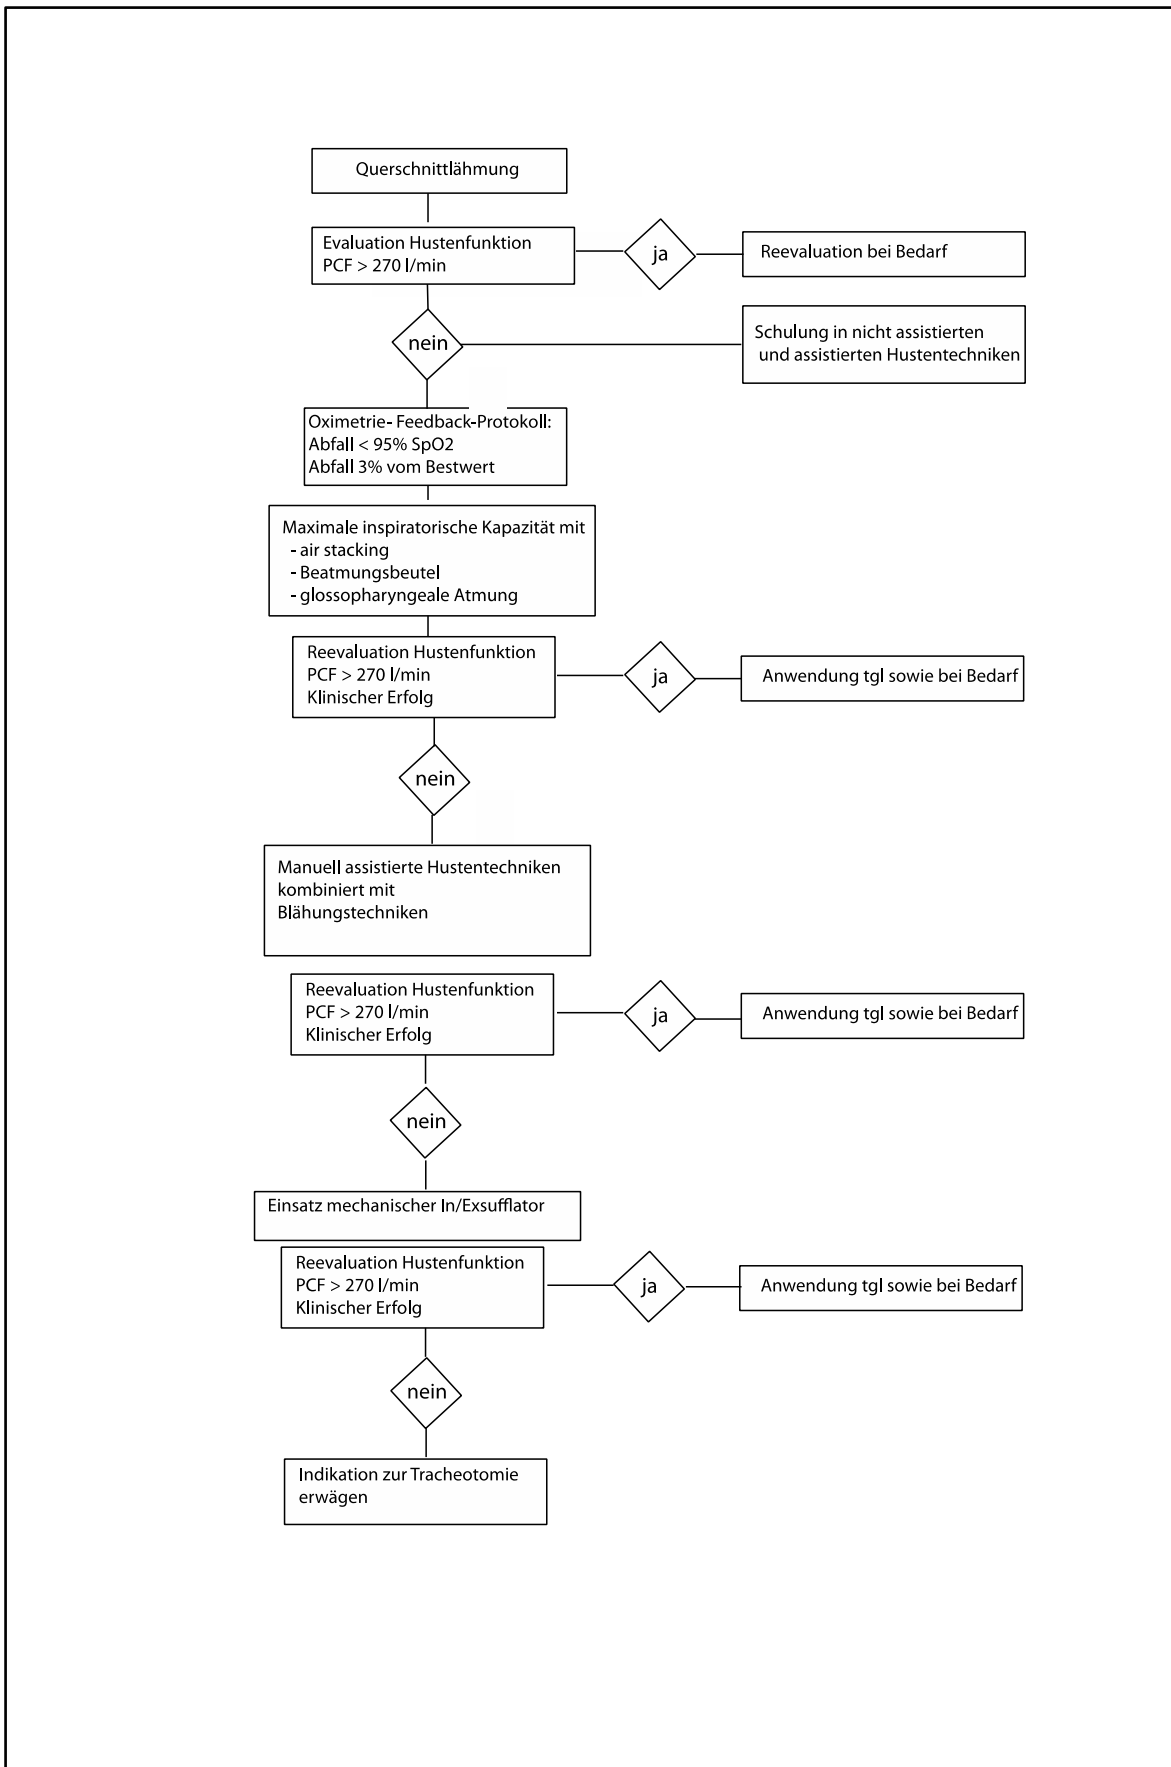 Querschnittlähmung
Evaluation Hustenfunktion
PCF > 270 l/min
ja
Reevaluation bei Bedarf
nein
Schulung in nicht assistierten
und assistierten Hustentechniken
Oximetrie- Feedback-Protokoll:
Abfall < 95% SpO2
Abfall 3% vom Bestwert
Maximale inspiratorische Kapazität mit
- air stacking
- Beatmungsbeutel
- glossopharyngeale Atmung
Reevaluation Hustenfunktion
PCF > 270 l/min
Klinischer Erfolg
ja
Anwendung tgl sowie bei Bedarf
nein
Manuell assistierte Hustentechniken
kombiniert mit
Blähungstechniken
Reevaluation Hustenfunktion
PCF > 270 l/min
Klinischer Erfolg
ja
Anwendung tgl sowie bei Bedarf
nein
Einsatz mechanischer In/Exsufflator
Reevaluation Hustenfunktion
PCF > 270 l/min
Klinischer Erfolg
ja
Anwendung tgl sowie bei Bedarf
nein
Indikation zur Tracheotomie
erwägen